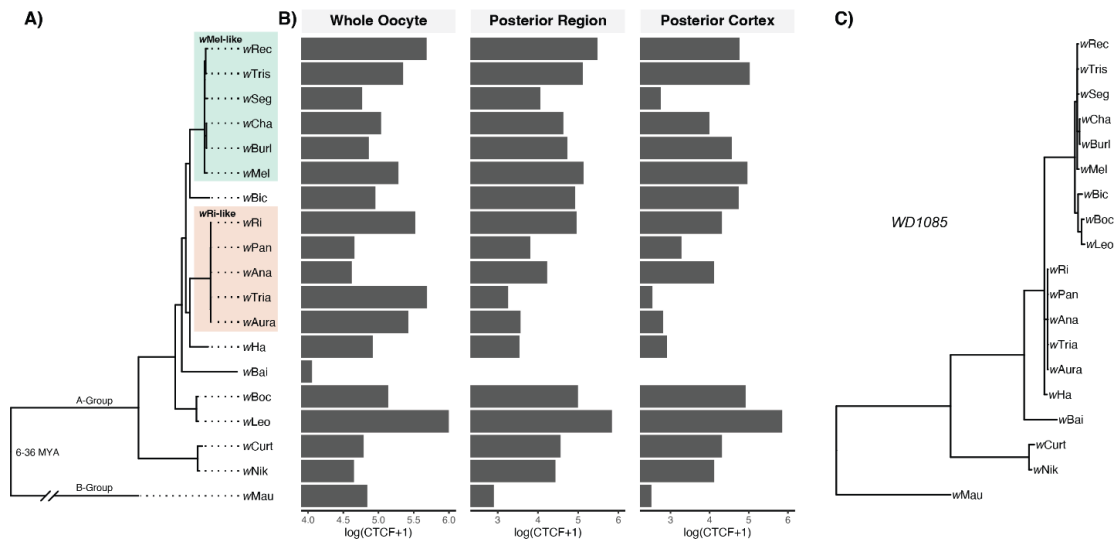 A)
B)
Whole Oocyte
Posterior Region
Posterior Cortex
C)
wMel-like
wRec
wTris
wSeg
wCha
wBurl
wMel
wBic
wRi-like
wRi
wPan
wAna
wTria
wAura
wHa
wBai
wBoc
wLeo
wCurt
wNik
wMau
A-Group
6-36 MYA
B-Group
4.0 4.5 5.0 5.5 6.0
log(CTCF+1)
3 4 5 6
log(CTCF+1)
3 4 5 6
log(CTCF+1)
WD1085
wRec
wTris
wSeg
wCha
wBurl
wMel
wBic
wBoc
wLeo
wRi
wPan
wAna
wTria
wAura
wHa
wBai
wCurt
wNik
wMau